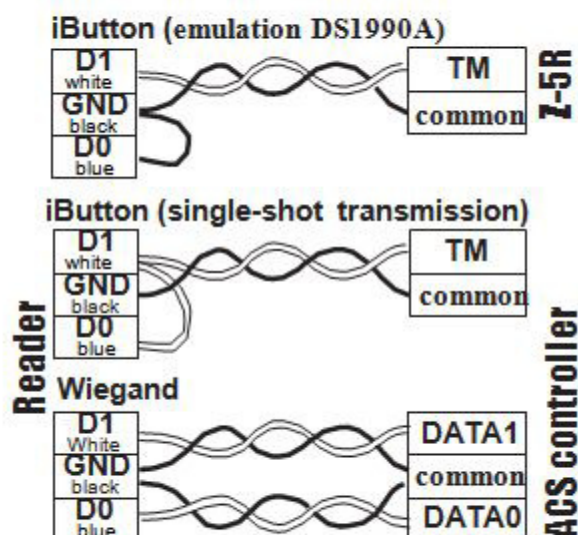 iButton (emulation DS1990A)
D1
white
GND
black
D0
blue
TM
common
Z-5R
iButton (single-shot transmission)
D1
white
GND
black
D0
blue
TM
common
Reader
Wiegand
D1
White
GND
black
D0
blue
DATA1
common
DATA0
ACS controller